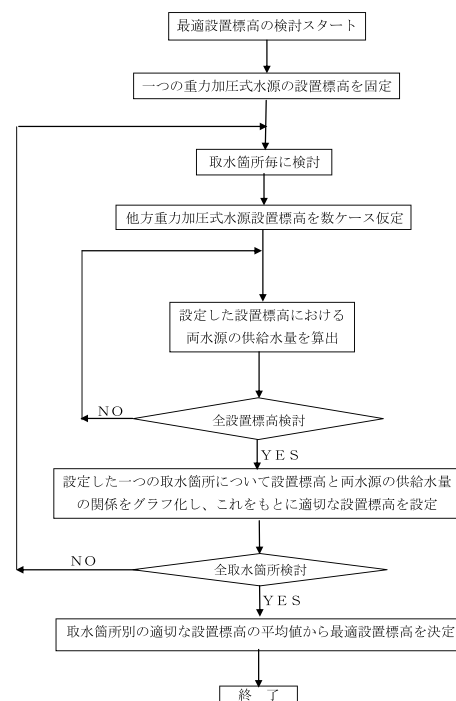 最適設置標高の検討スタート
一つの重力加圧式水源の設置標高を固定
取水箇所毎に検討
他方重力加圧式水源設置標高を数ケース仮定
設定した設置標高における
両水源の供給水量を算出
全設置標高検討
ＮＯ
ＹＥＳ
設定した一つの取水箇所について設置標高と両水源の供給水量
の関係をグラフ化し、これをもとに適切な設置標高を設定
全取水箇所検討
ＮＯ
ＹＥＳ
取水箇所別の適切な設置標高の平均値から最適設置標高を決定
終　了